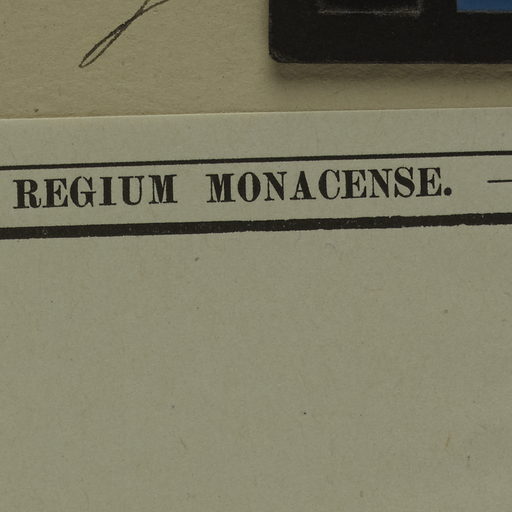 REGIUM MONACENSE. —